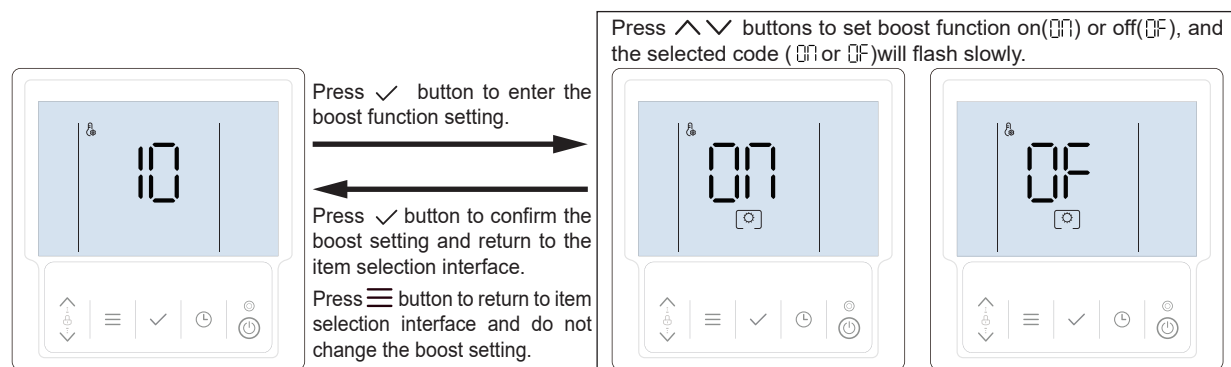 Press ∧ ∨ buttons to set boost function on(ON) or off(OF), and
the selected code ( ON or OF)will flash slowly.
Press ✓ button to enter the
boost function setting.
Press ✓ button to confirm the
boost setting and return to the
item selection interface.
Press ☰ button to return to item
selection interface and do not
change the boost setting.
10
ON
OF